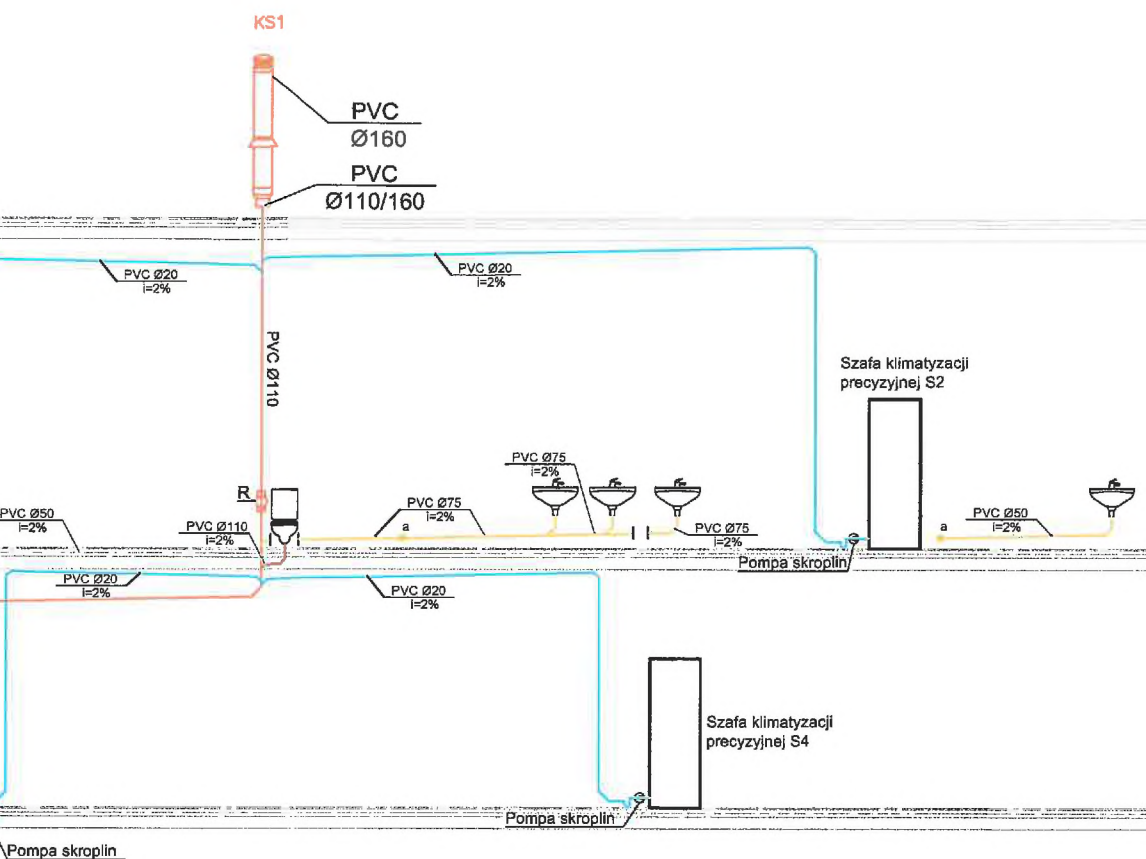 KS1
PVC
Ø160
PVC
Ø110/160
PVC Ø20
i=2%
PVC Ø20
i=2%
PVC Ø110
Szafa klimatyzacji
precyzyjnej S2
R
PVC Ø75
i=2%
PVC Ø50
i=2%
PVC Ø110
i=2%
PVC Ø75
i=2%
a
PVC Ø75
i=2%
a
PVC Ø50
i=2%
Pompa skroplin
PVC Ø20
i=2%
PVC Ø20
i=2%
Szafa klimatyzacji
precyzyjnej S4
Pompa skroplin
Pompa skroplin